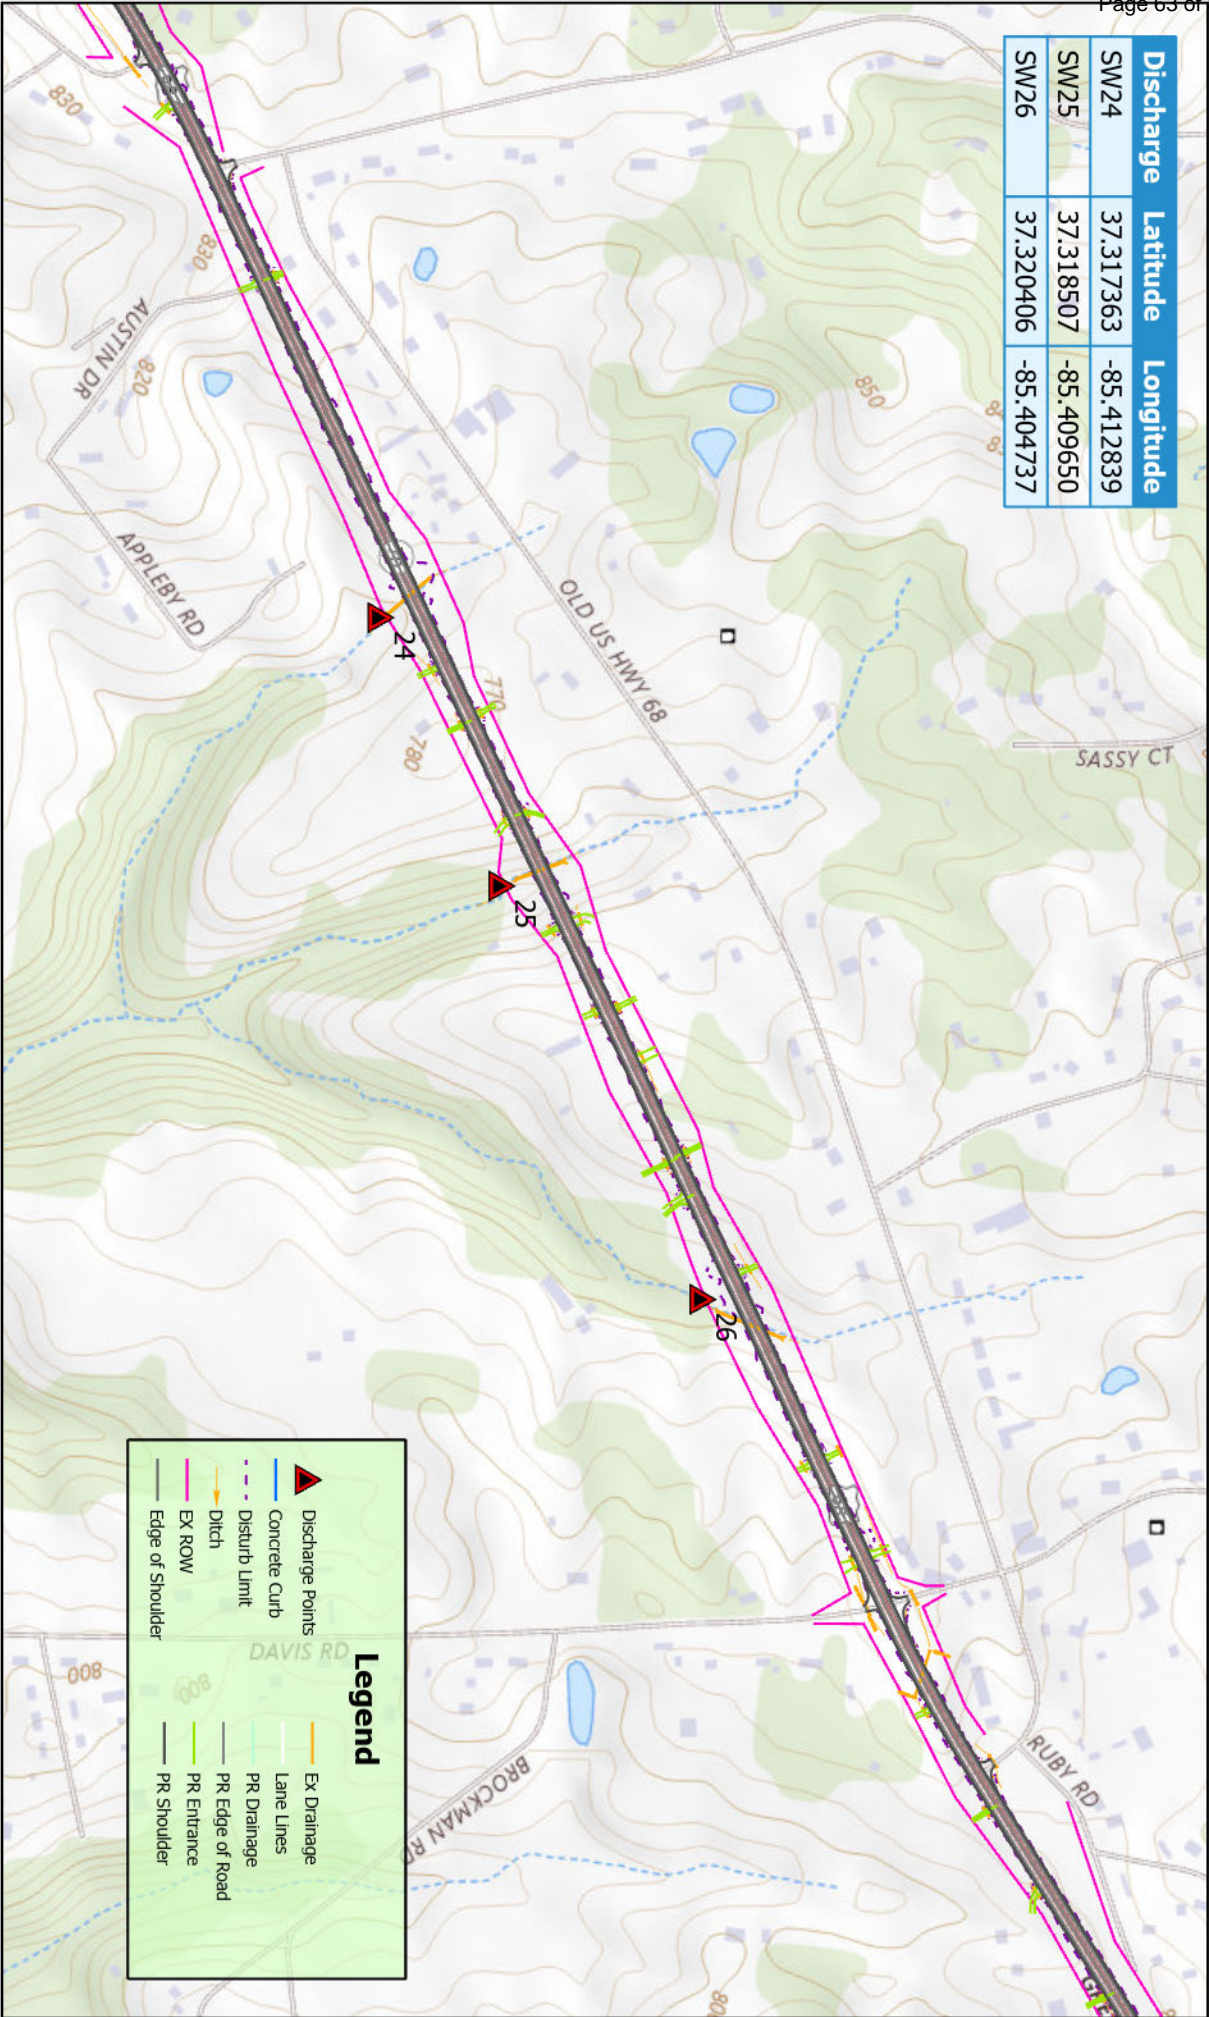 Page 63 of
Discharge Latitude Longitude
SW24 37.317363 -85.412839
SW25 37.318507 -85.409650
SW26 37.320406 -85.404737
830
830
AUSTIN DR
820
APPLEBY RD
850
OLD US HWY 68
SASSY CT
24
770
780
25
26
RUBY RD
DAVIS RD
BROCKMAN RD
800
800
Legend
Discharge Points
Concrete Curb
Disturb Limit
Ditch
EX ROW
Edge of Shoulder
Ex Drainage
Lane Lines
PR Drainage
PR Edge of Road
PR Entrance
PR Shoulder